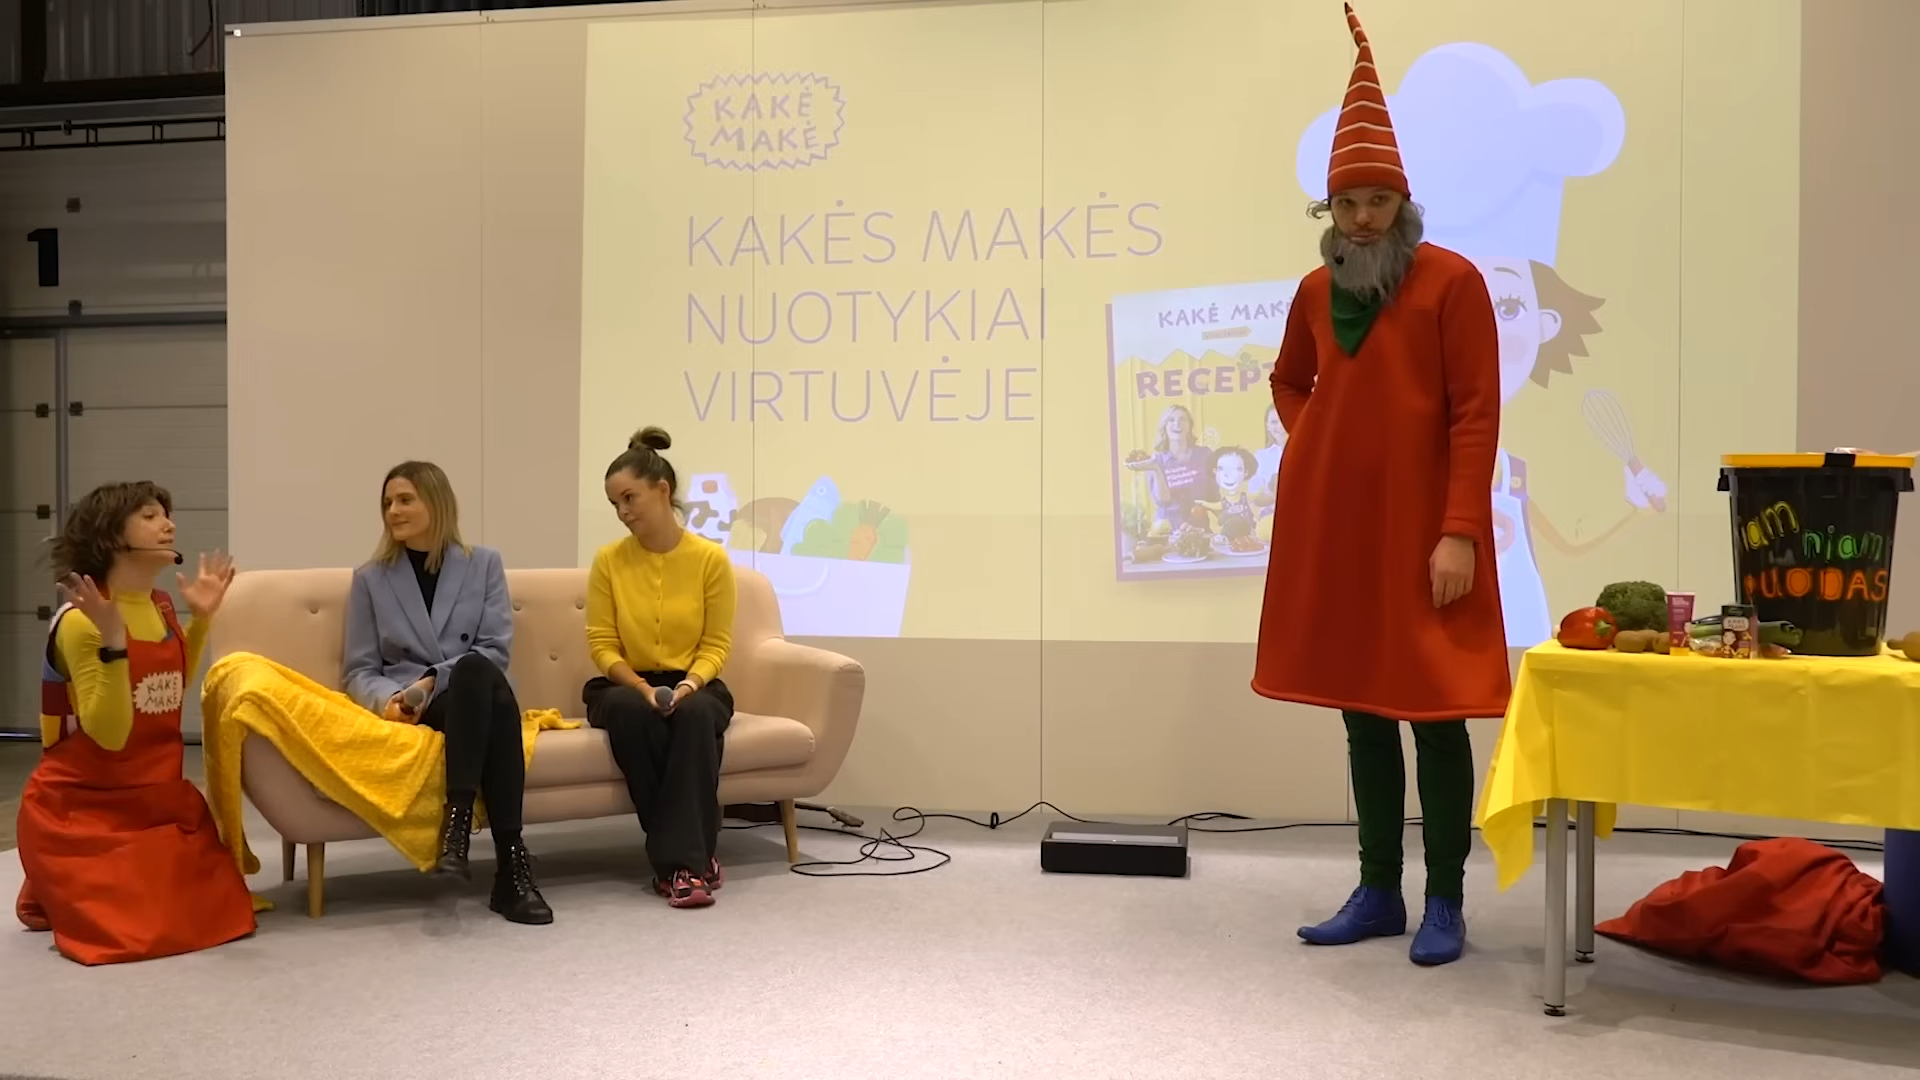 1
KAKĖ
MAKĖ
KAKĖS MAKĖS
NUOTYKIAI
VIRTUVĖJE
KAKĖ MAKĖ
RECEPT
KAKĖ
MAKĖ
niam
niam
PUODAS